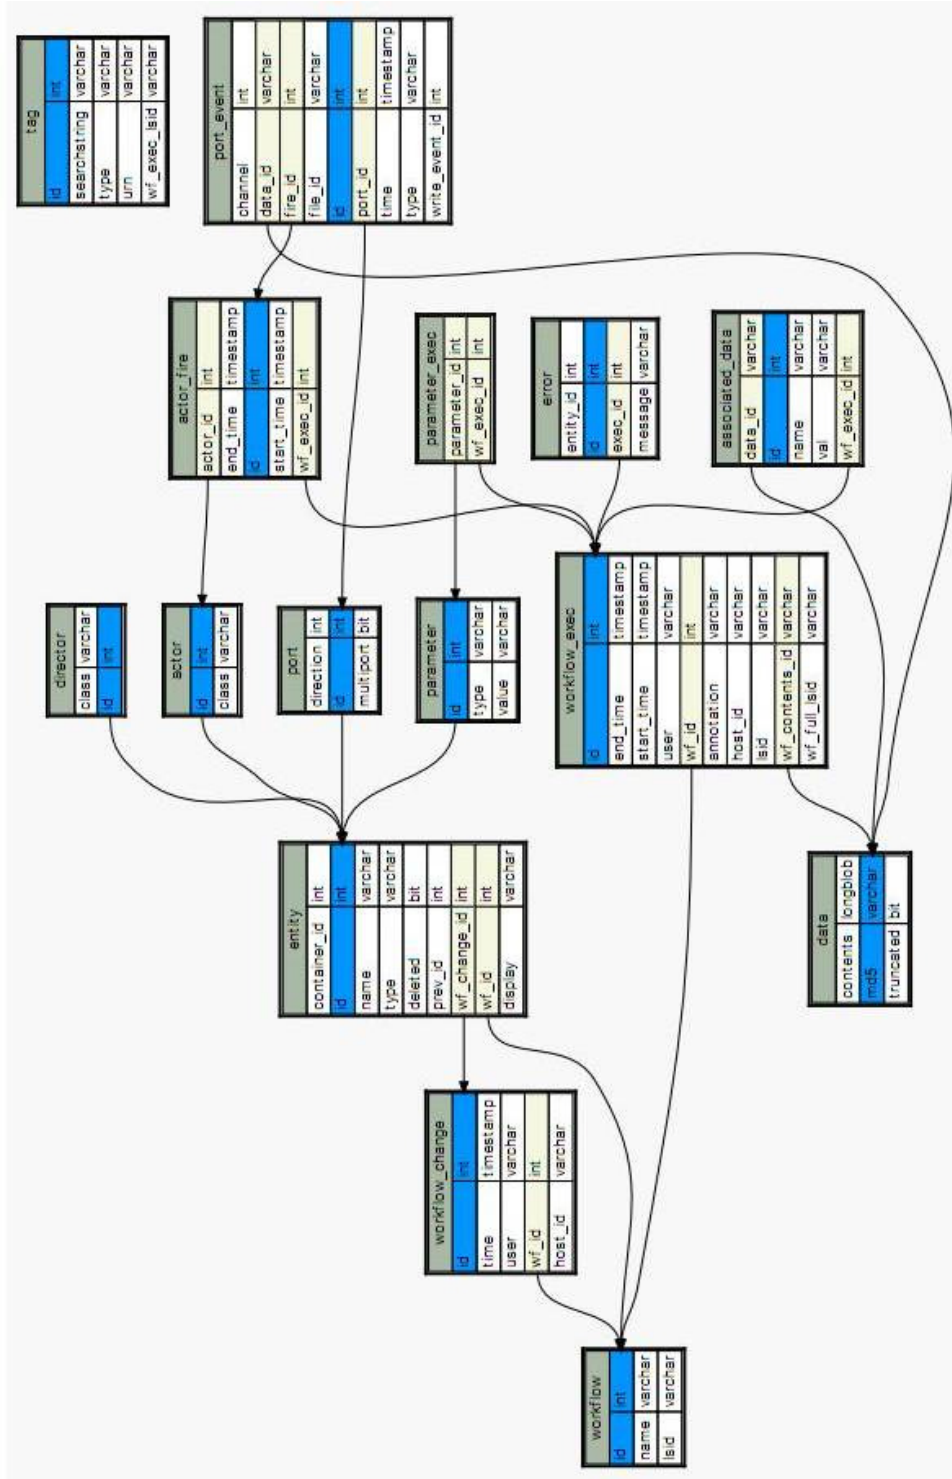 tag
id int
searchstring varchar
type varchar
urn varchar
wf_exec_lsid varchar
port_event
channel int
data_id varchar
fire_id int
file_id varchar
id int
port_id int
time timestamp
type varchar
write_event_id int
actor_fire
actor_id int
end_time timestamp
id int
start_time timestamp
wf_exec_id int
parameter_exec
parameter_id int
wf_exec_id int
error
entity_id int
id int
exec_id int
message varchar
associated_data
data_id varchar
id int
name varchar
val varchar
wf_exec_id int
director
class varchar
id int
actor
id int
class varchar
port
direction int
id int
multiport bit
parameter
id int
type varchar
value varchar
workflow_exec
id int
end_time timestamp
start_time timestamp
user varchar
wf_id int
annotation varchar
host_id varchar
lsid varchar
wf_contents_id varchar
wf_full_lsid varchar
entity
container_id int
id int
name varchar
type varchar
deleted bit
prev_id int
wf_change_id int
wf_id int
display varchar
data
contents longblob
md5 varchar
truncated bit
workflow_change
id int
time timestamp
user varchar
wf_id int
host_id varchar
workflow
id int
name varchar
lsid varchar